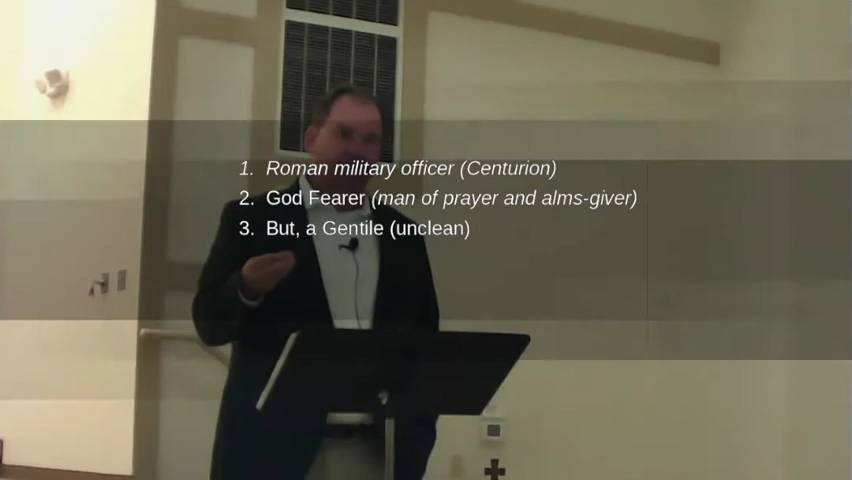 1. Roman military officer (Centurion)
2. God Fearer (man of prayer and alms-giver)
3. But, a Gentile (unclean)